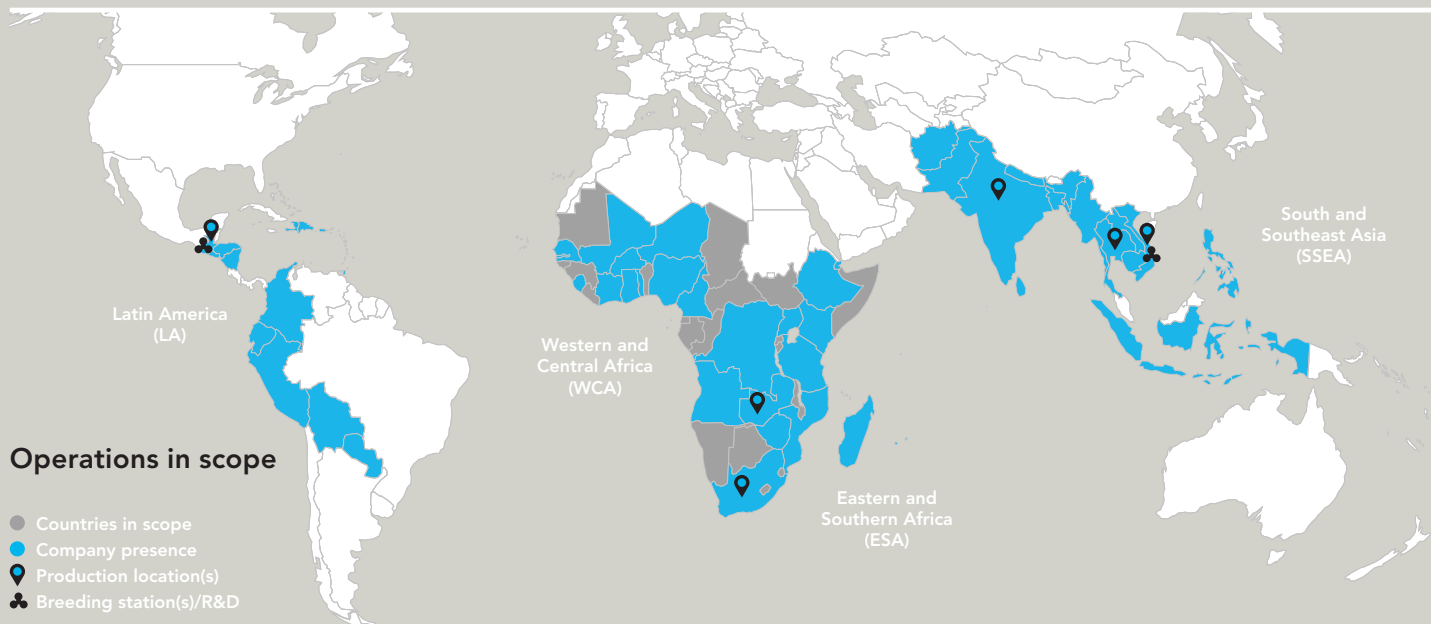 South and
Southeast Asia
(SSEA)
Latin America
(LA)
Western and
Central Africa
(WCA)
Operations in scope
Eastern and
Southern Africa
(ESA)
Countries in scope
Company presence
Production location(s)
Breeding station(s)/R&D